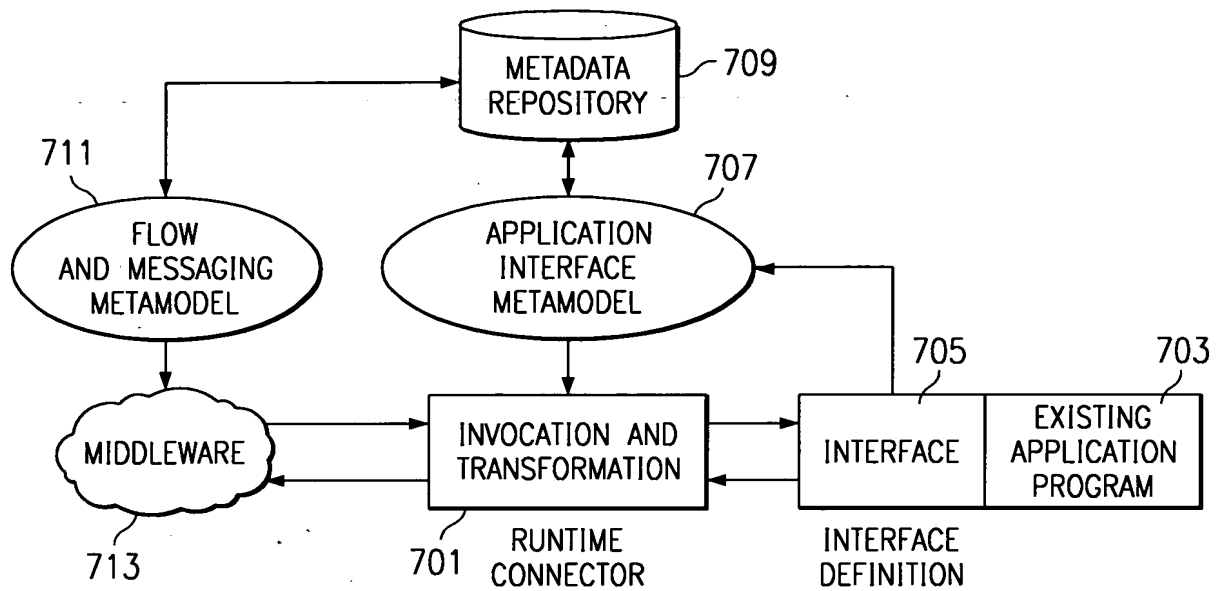 METADATA
REPOSITORY
709
711
707
FLOW
AND MESSAGING
METAMODEL
APPLICATION
INTERFACE
METAMODEL
705
703
MIDDLEWARE
INVOCATION AND
TRANSFORMATION
INTERFACE
EXISTING
APPLICATION
PROGRAM
713
701
RUNTIME
CONNECTOR
INTERFACE
DEFINITION